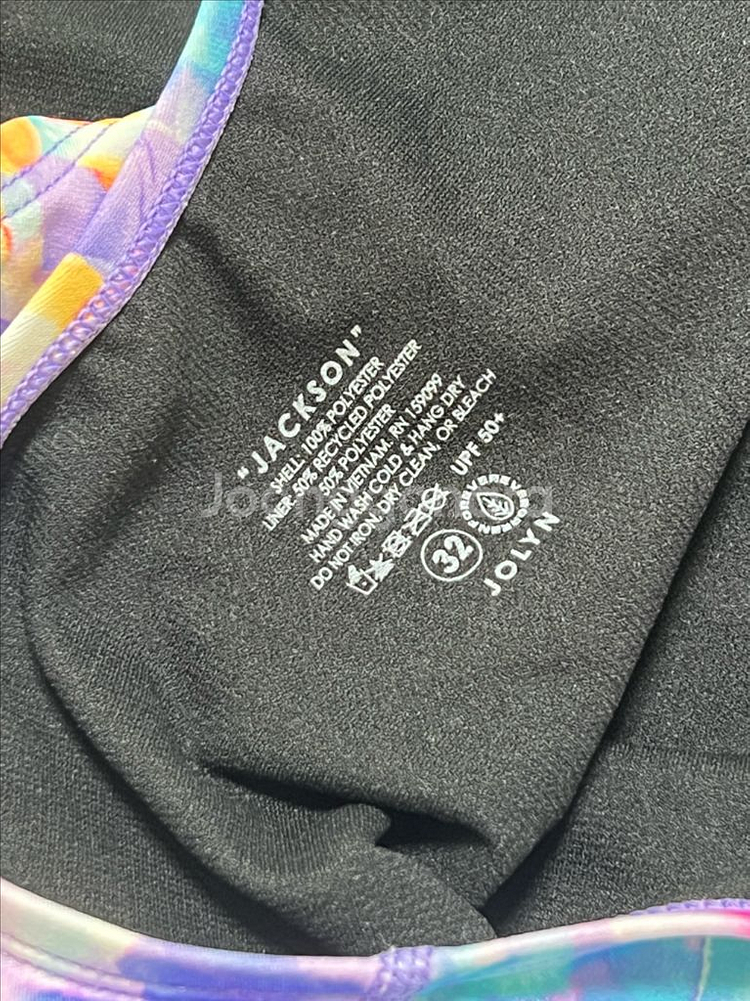 "JACKSON"
SHELL: 100% POLYESTER
LINER: 50% RECYCLED POLYESTER
50% POLYESTER
MADE IN VIETNAM. RN 159099
HAND WASH COLD & HANG DRY
DO NOT IRON, DRY CLEAN, OR BLEACH
UPF 50+
32
FOREVEREVERGREEN
JOLYN